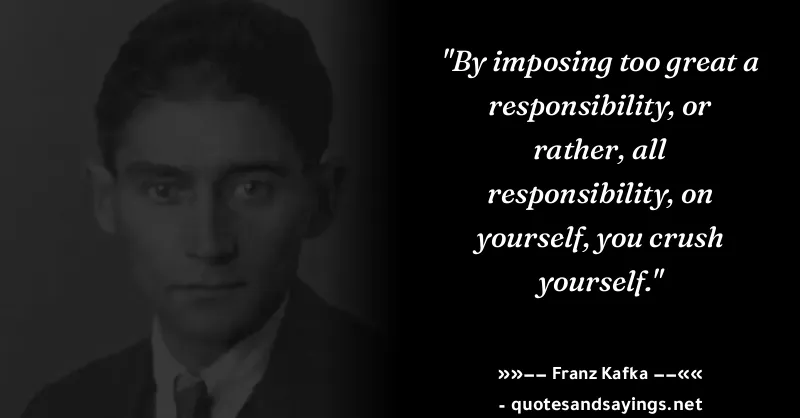 "By imposing too great a
responsibility, or
rather, all
responsibility, on
yourself, you crush
yourself."
»»−− Franz Kafka −−««
- quotesandsayings.net